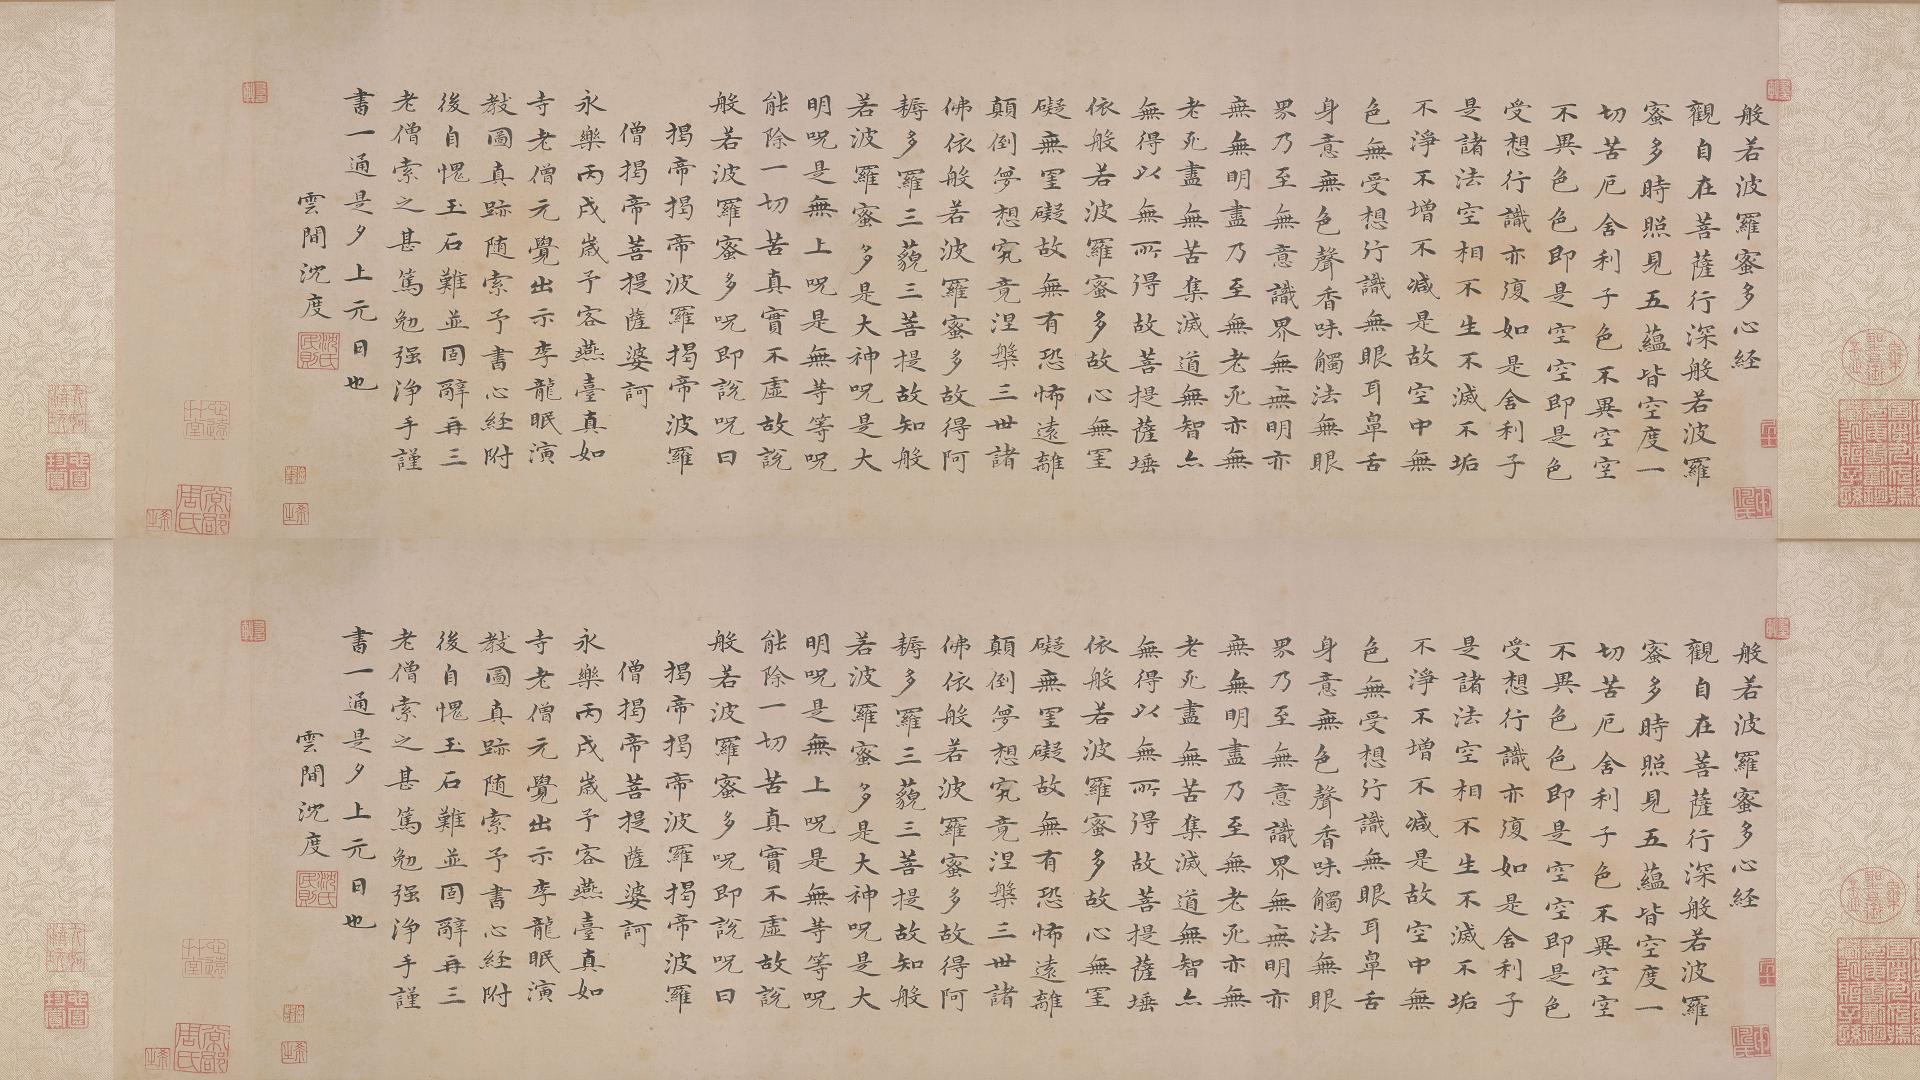 般若波羅蜜多心経
觀自在菩薩行深般若波羅
蜜多時照見五蘊皆空度一
切苦厄舍利子色不異空空
不異色色即是空空即是色
受想行識亦復如是舍利子
是諸法空相不生不滅不垢
不淨不增不減是故空中無
色無受想行識無眼耳鼻舌
身意無色聲香味觸法無眼
界乃至無意識界無無明亦
無無明盡乃至無老死亦無
老死盡無苦集滅道無智亦
無得以無所得故菩提薩埵
依般若波羅蜜多故心無罣
礙無罣礙故無有恐怖遠離
顛倒夢想究竟涅槃三世諸
佛依般若波羅蜜多故得阿
耨多羅三藐三菩提故知般
若波羅蜜多是大神呪是大
明呪是無上呪是無等等呪
能除一切苦真實不虛故說
般若波羅蜜多呪即說呪曰
揭帝揭帝波羅揭帝波羅
僧揭帝菩提薩婆訶
永樂丙戌歲予客燕臺真如
寺老僧元覺出示李龍眠演
教圖真跡随索予書心経附
後自愧玉石難並固辭再三
老僧索之甚篤勉强淨手謹
書一通是夕上元日也
雲間沈度
沈氏民則
般若波羅蜜多心経
觀自在菩薩行深般若波羅
蜜多時照見五蘊皆空度一
切苦厄舍利子色不異空空
不異色色即是空空即是色
受想行識亦復如是舍利子
是諸法空相不生不滅不垢
不淨不增不減是故空中無
色無受想行識無眼耳鼻舌
身意無色聲香味觸法無眼
界乃至無意識界無無明亦
無無明盡乃至無老死亦無
老死盡無苦集滅道無智亦
無得以無所得故菩提薩埵
依般若波羅蜜多故心無罣
礙無罣礙故無有恐怖遠離
顛倒夢想究竟涅槃三世諸
佛依般若波羅蜜多故得阿
耨多羅三藐三菩提故知般
若波羅蜜多是大神呪是大
明呪是無上呪是無等等呪
能除一切苦真實不虛故說
般若波羅蜜多呪即說呪曰
揭帝揭帝波羅揭帝波羅
僧揭帝菩提薩婆訶
永樂丙戌歲予客燕臺真如
寺老僧元覺出示李龍眠演
教圖真跡随索予書心経附
後自愧玉石難並固辭再三
老僧索之甚篤勉强淨手謹
書一通是夕上元日也
雲間沈度
沈氏民則